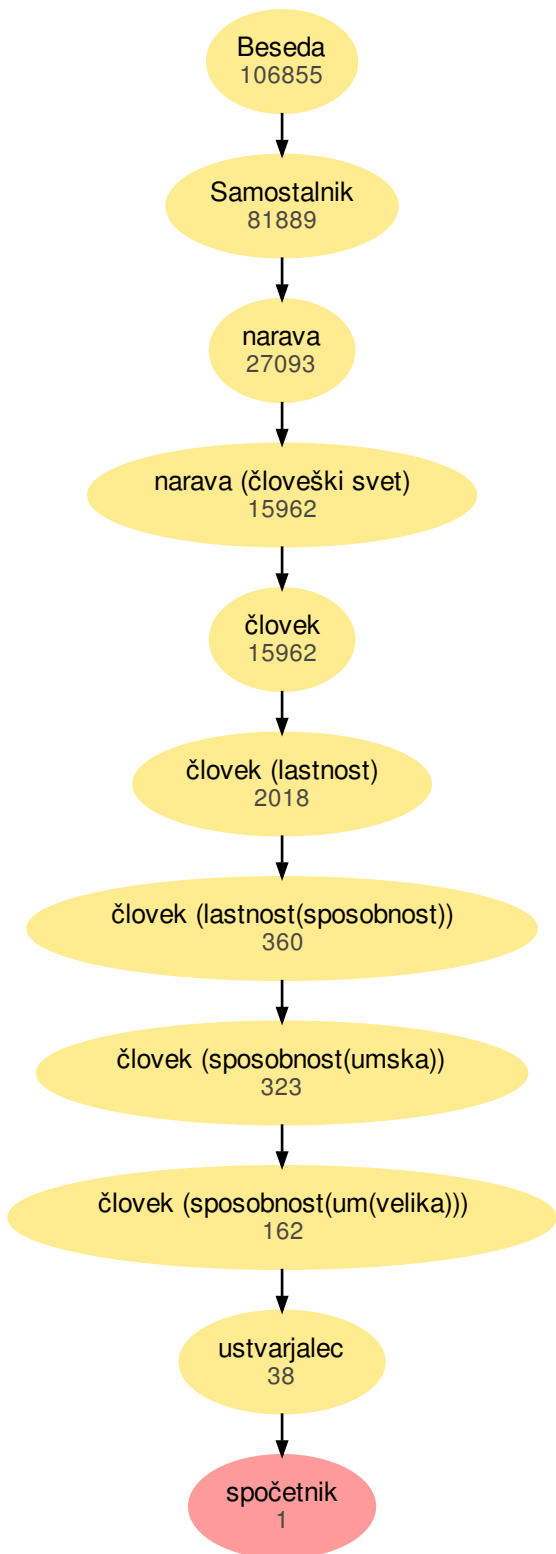 Beseda
106855
Samostalnik
81889
narava
27093
narava (človeški svet)
15962
človek
15962
človek (lastnost)
2018
človek (lastnost(sposobnost))
360
človek (sposobnost(umska))
323
človek (sposobnost(um(velika)))
162
ustvarjalec
38
spočetnik
1